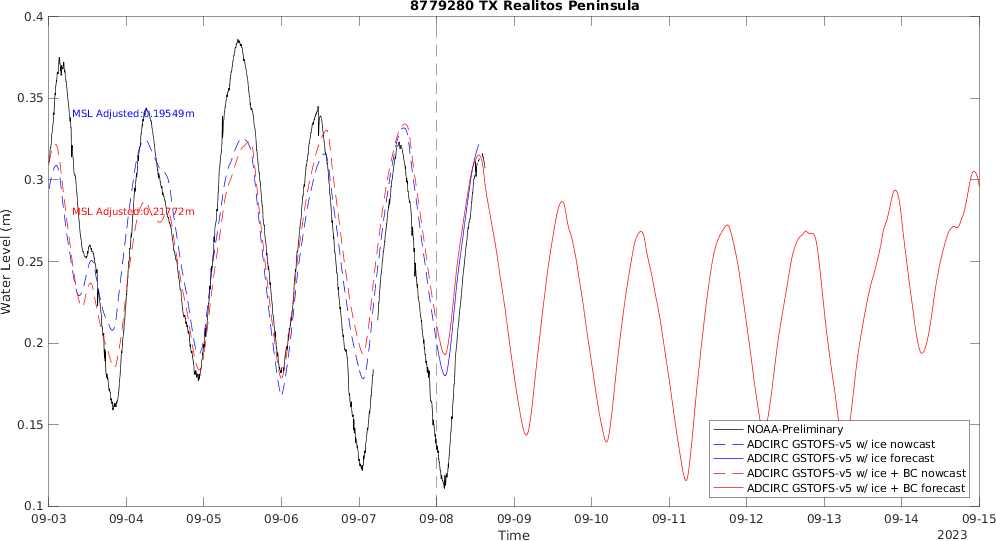 8779280 TX Realitos Peninsula
0.4
0.35
0.3
0.25
0.2
0.15
0.1
Water Level (m)
MSL Adjusted:0.19549m
MSL Adjusted:0.21772m
NOAA-Preliminary
ADCIRC GSTOFS-v5 w/ ice nowcast
ADCIRC GSTOFS-v5 w/ ice forecast
ADCIRC GSTOFS-v5 w/ ice + BC nowcast
ADCIRC GSTOFS-v5 w/ ice + BC forecast
09-03 09-04 09-05 09-06 09-07 09-08 09-09 09-10 09-11 09-12 09-13 09-14 09-15
Time
2023